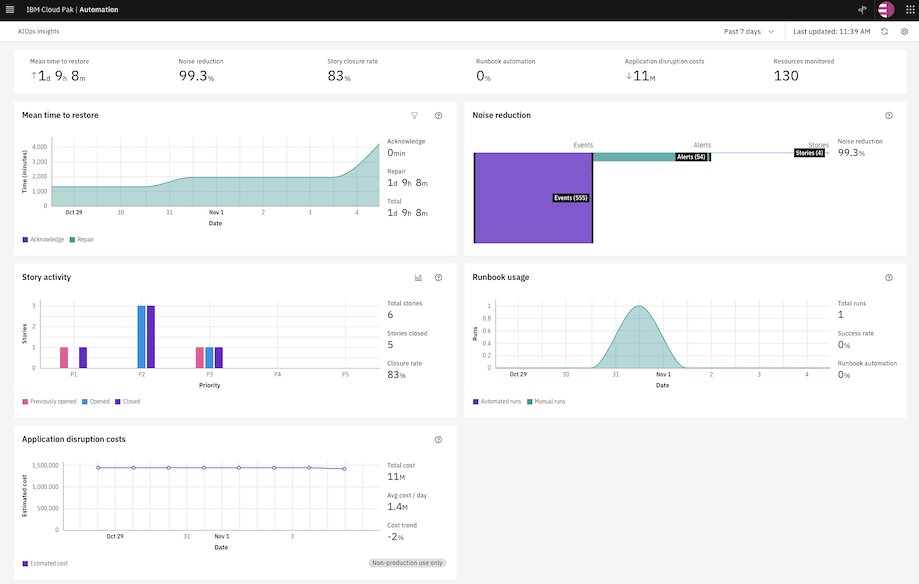 IBM Cloud Pak | Automation
AIOps insights
Past 7 days
Last updated: 11:39 AM
Mean time to restore
Noise reduction
Story closure rate
Runbook automation
Application disruption costs
Resources monitored
↑1d 9h 8m
99.3%
83%
0%
↓11M
130
Mean time to restore
Time (minutes)
4,000
3,000
2,000
1,000
0
Oct 29 30 31 Nov 1 2 3 4
Date
Acknowledge
0min
Repair
1d 9h 8m
Total
1d 9h 8m
Acknowledge Repair
Noise reduction
Events Alerts Stories
Events (555)
Alerts (54)
Stories (4)
Noise reduction
99.3%
Story activity
Stories
3
2
1
0
P1 P2 P3 P4 P5
Priority
Total stories
6
Stories closed
5
Closure rate
83%
Previously opened Opened Closed
Runbook usage
Runs
1
0.8
0.6
0.4
0.2
0
Oct 29 30 31 Nov 1 2 3 4
Date
Total runs
1
Success rate
0%
Runbook automation
0%
Automated runs Manual runs
Application disruption costs
Estimated cost
1,500,000
1,000,000
500,000
0
Oct 29 31 Nov 1 3
Date
Total cost
11M
Avg cost / day
1.4M
Cost trend
-2%
Estimated cost
Non-production use only